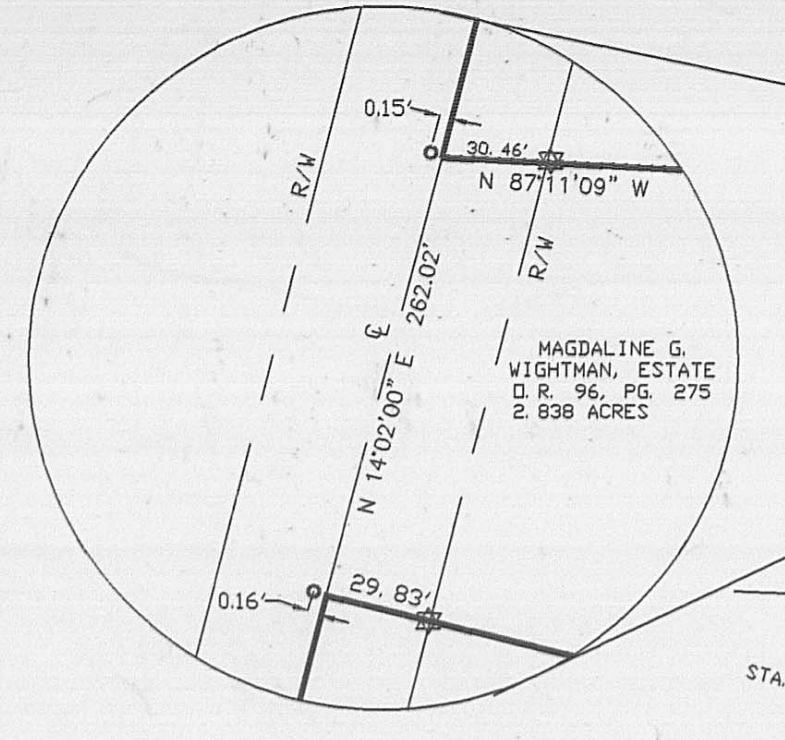 0.15'
30. 46'
N 87°11'09" W
R/W
R/W
262.02'
℄
N 14°02'00" E
MAGDALINE G.
WIGHTMAN, ESTATE
O. R. 96, PG. 275
2. 838 ACRES
0.16'
29. 83'
STA.